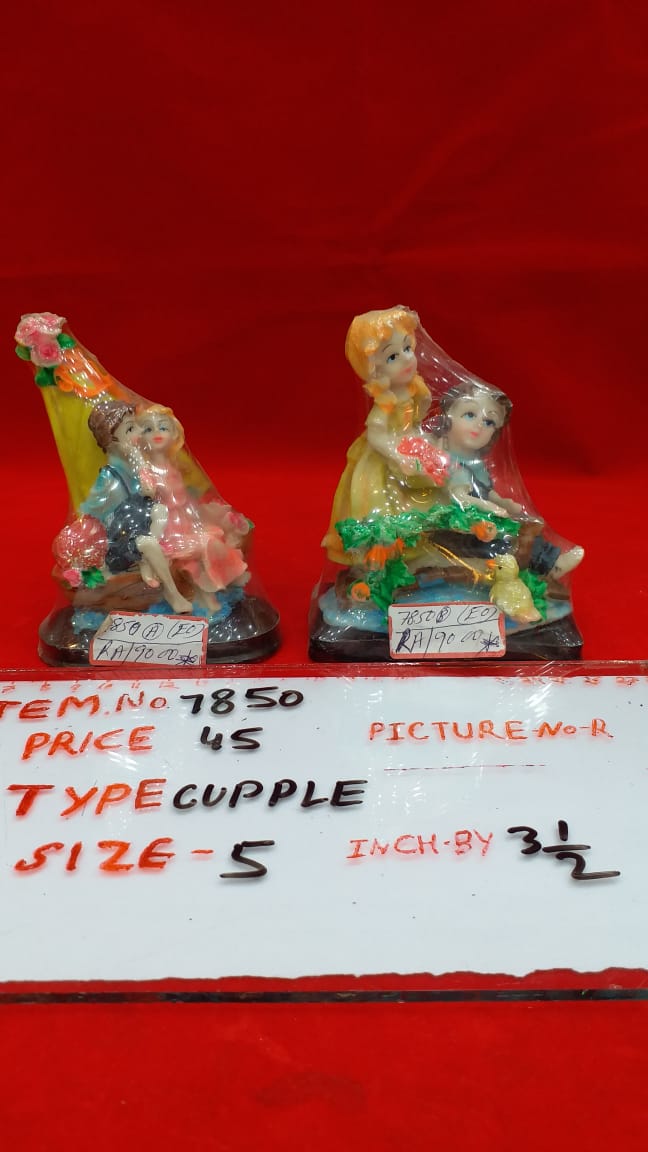 7850 A (EO)
RA/90.00
7850 B (EO)
RA/90.00
TEM.No 7850
PRICE 45
PICTURE-No-R
TYPE CUPPLE
SIZE - 5 INCH-BY 3 1/2